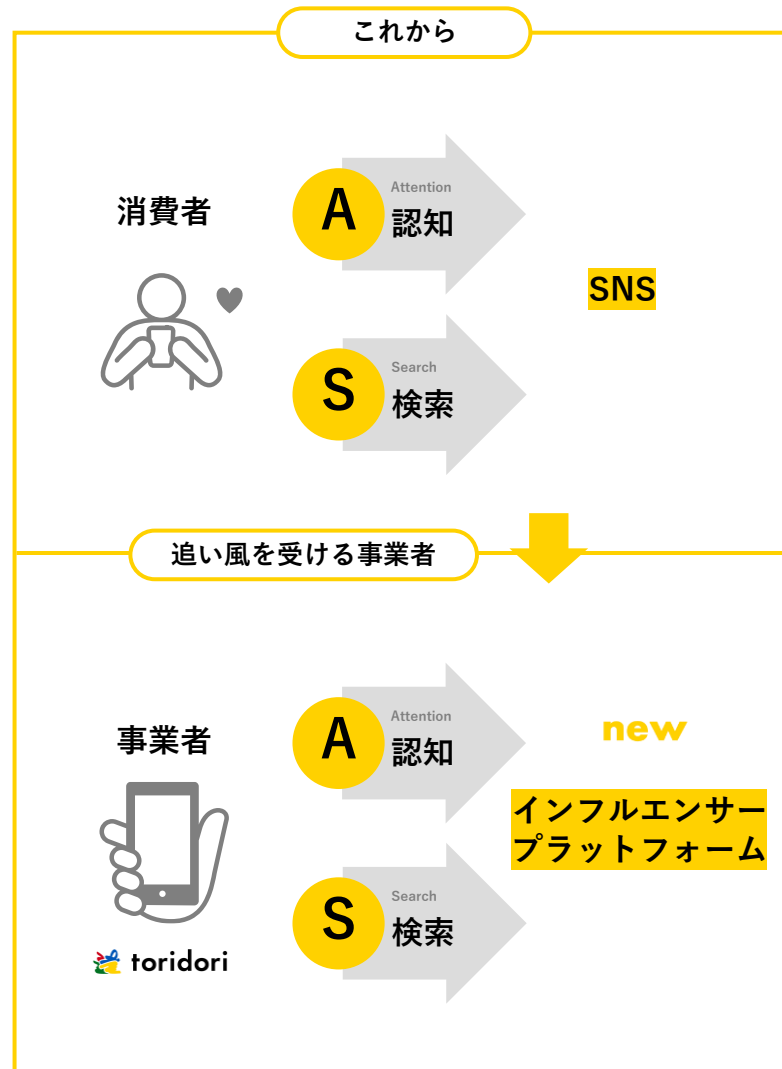 これから
消費者
A
Attention
認知
SNS
S
Search
検索
追い風を受ける事業者
事業者
A
Attention
認知
new
インフルエンサー
プラットフォーム
S
Search
検索
toridori